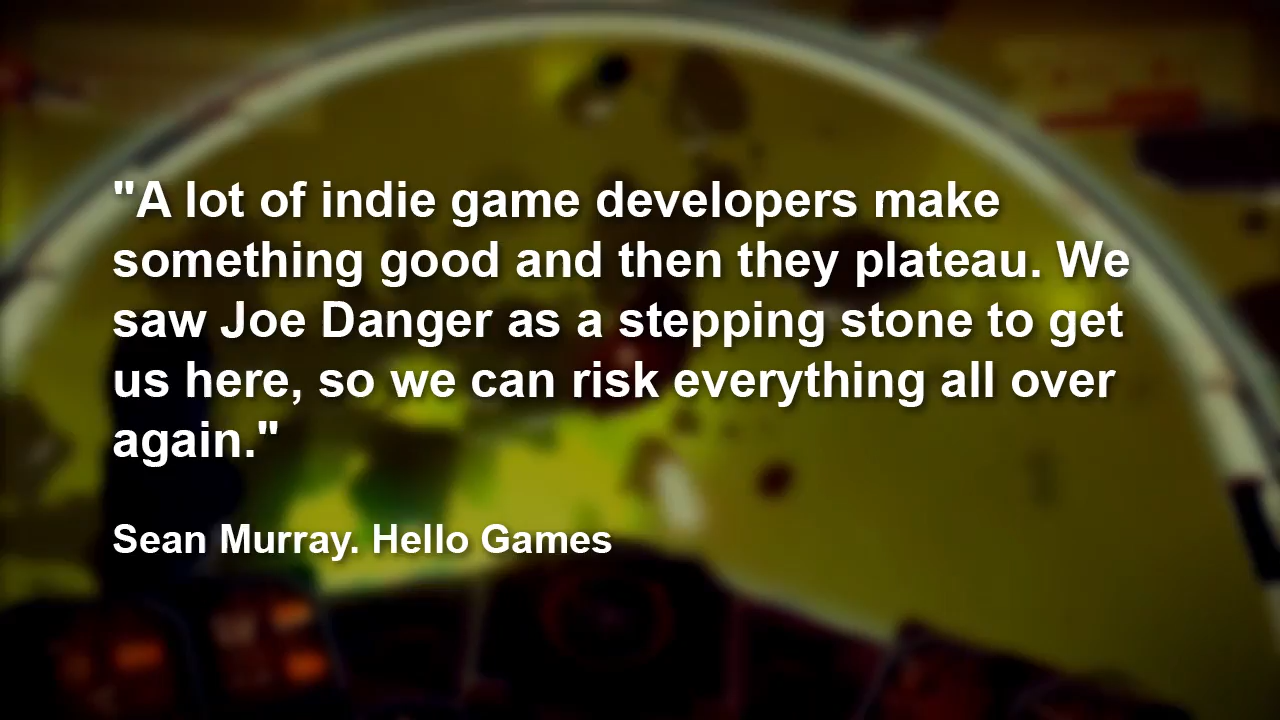 "A lot of indie game developers make
something good and then they plateau. We
saw Joe Danger as a stepping stone to get
us here, so we can risk everything all over
again."
Sean Murray. Hello Games